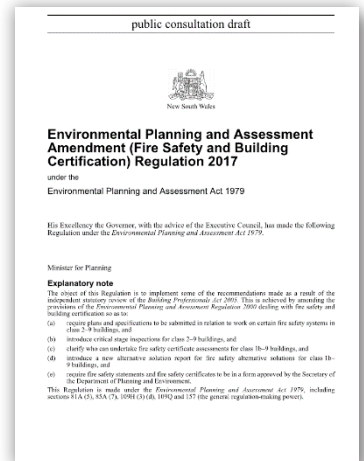 public consultation draft
New South Wales
Environmental Planning and Assessment
Amendment (Fire Safety and Building
Certification) Regulation 2017
under the
Environmental Planning and Assessment Act 1979
His Excellency the Governor, with the advice of the Executive Council, has made the following
Regulation under the Environmental Planning and Assessment Act 1979.
Minister for Planning
Explanatory note
The object of this Regulation is to implement some of the recommendations made as a result of the
independent statutory review of the Building Professionals Act 2005. This is achieved by amending the
provisions of the Environmental Planning and Assessment Regulation 2000 dealing with fire safety and
building certification so as to:
(a) require plans and specifications to be submitted in relation to work on certain fire safety systems in
class 2–9 buildings, and
(b) introduce critical stage inspections for class 2–9 buildings, and
(c) clarify who can undertake fire safety certificate assessments for class 1b–9 buildings, and
(d) introduce a new alternative solution report for fire safety alternative solutions for class 1b–
9 buildings, and
(e) require fire safety statements and fire safety certificates to be in a form approved by the Secretary of
the Department of Planning and Environment.
This Regulation is made under the Environmental Planning and Assessment Act 1979, including
sections 81A (5), 85A (7), 109H (3) (d), 109Q and 157 (the general regulation-making power).